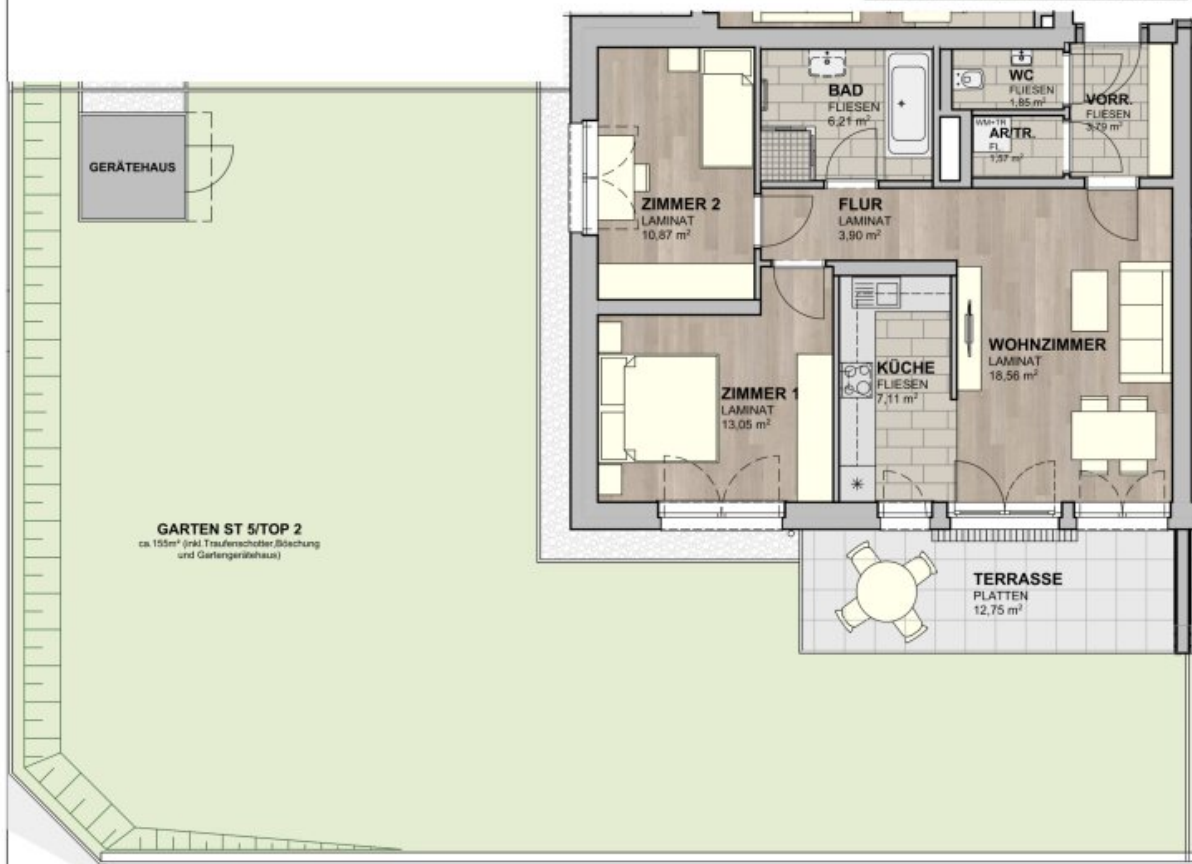 GERÄTEHAUS
GARTEN ST 5/TOP 2
ca.155m² (inkl.Traufenschotter,Böschung
und Gartengerätehaus)
ZIMMER 2
LAMINAT
10,87 m²
BAD
FLIESEN
6,21 m²
WC
FLIESEN
1,85 m²
VORR.
FLIESEN
3,79 m²
WM+TR
AR/TR.
FL.
1,57 m²
FLUR
LAMINAT
3,90 m²
ZIMMER 1
LAMINAT
13,05 m²
KÜCHE
FLIESEN
7,11 m²
WOHNZIMMER
LAMINAT
18,56 m²
TERRASSE
PLATTEN
12,75 m²